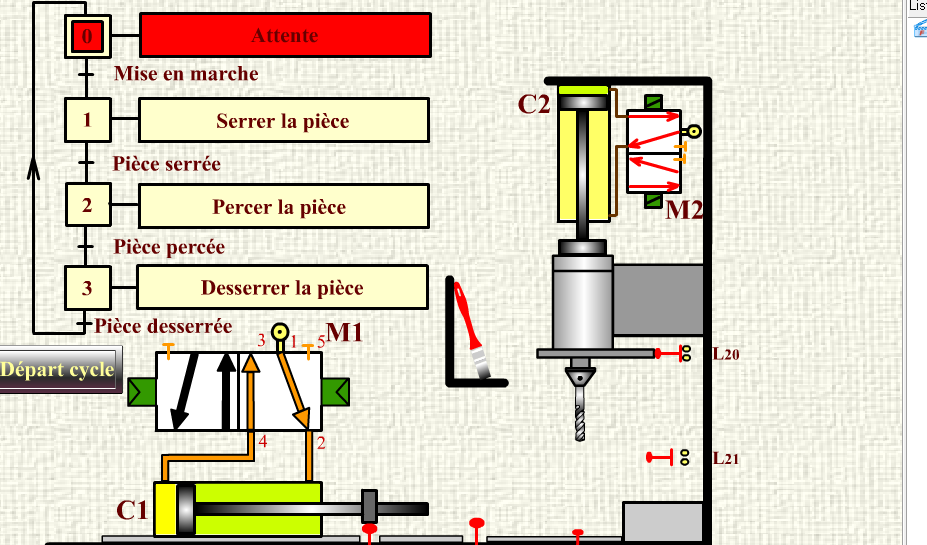 0
Attente
Mise en marche
1
Serrer la pièce
Pièce serrée
2
Percer la pièce
Pièce percée
3
Desserrer la pièce
Pièce desserrée
Départ cycle
M1
3
1
5
4
2
C1
C2
M2
L20
L21